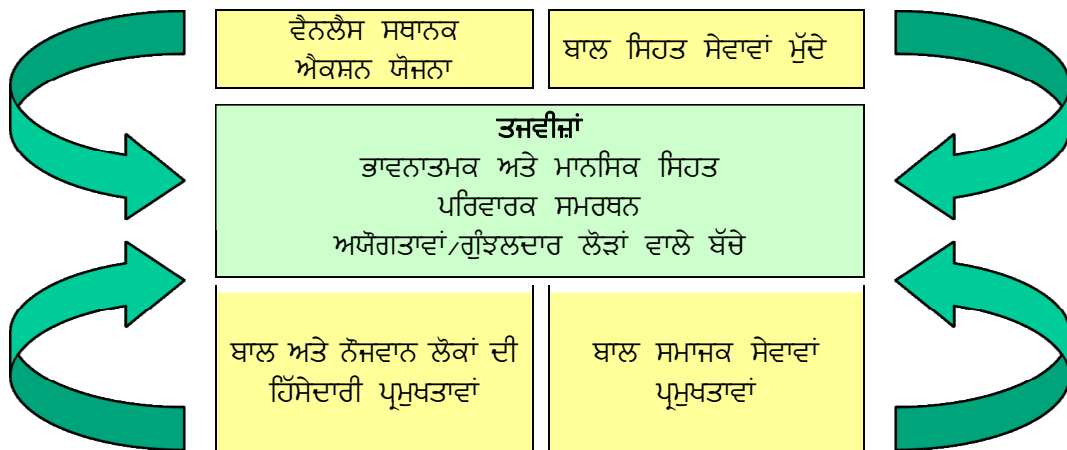 ਵੈਨਲੈਸ ਸਥਾਨਕ
ਐਕਸ਼ਨ ਯੋਜਨਾ
ਬਾਲ ਸਿਹਤ ਸੇਵਾਵਾਂ ਮੁੱਦੇ
ਤਜਵੀਜ਼ਾਂ
ਭਾਵਨਾਤਮਕ ਅਤੇ ਮਾਨਸਿਕ ਸਿਹਤ
ਪਰਿਵਾਰਕ ਸਮਰਥਨ
ਅਯੋਗਤਾਵਾਂ/ਗੁੰਝਲਦਾਰ ਲੋੜਾਂ ਵਾਲੇ ਬੱਚੇ
ਬਾਲ ਅਤੇ ਨੌਜਵਾਨ ਲੋਕਾਂ ਦੀ
ਹਿੱਸੇਦਾਰੀ ਪ੍ਰਮੁਖਤਾਵਾਂ
ਬਾਲ ਸਮਾਜਕ ਸੇਵਾਵਾਂ
ਪ੍ਰਮੁਖਤਾਵਾਂ